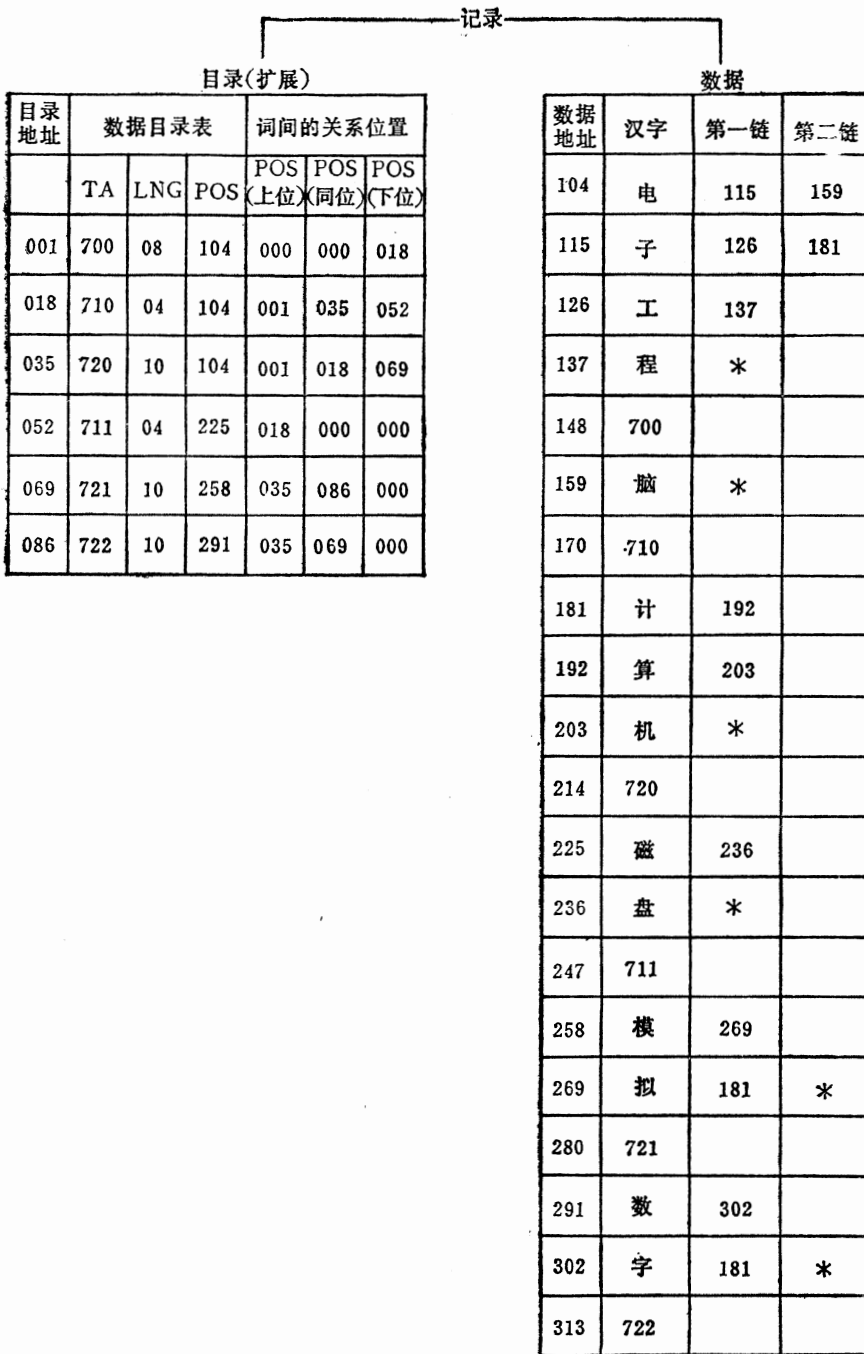 记录
目录(扩展)
目录地址 数据目录表 词间的关系位置
TA LNG POS POS(上位) POS(同位) POS(下位)
001 700 08 104 000 000 018
018 710 04 104 001 035 052
035 720 10 104 001 018 069
052 711 04 225 018 000 000
069 721 10 258 035 086 000
086 722 10 291 035 069 000
数据
数据地址 汉字 第一链 第二链
104 电 115 159
115 子 126 181
126 工 137
137 程 *
148 700
159 脑 *
170 710
181 计 192
192 算 203
203 机 *
214 720
225 磁 236
236 盘 *
247 711
258 模 269
269 拟 181 *
280 721
291 数 302
302 字 181 *
313 722